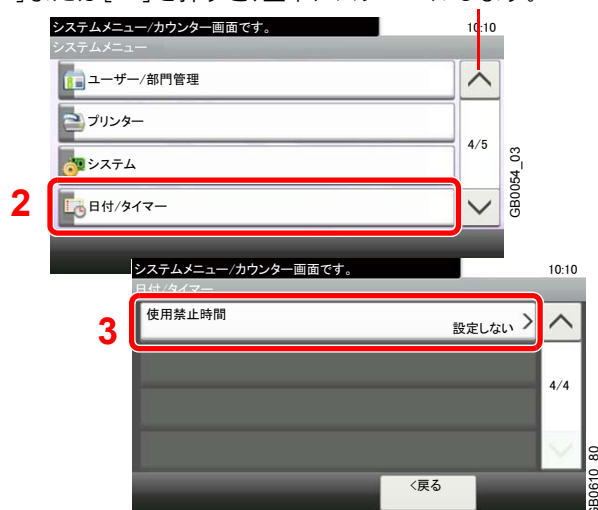 システムメニュー/カウンター画面です。
10:10
システムメニュー
ユーザー/部門管理
プリンター
4/5
システム
2
日付/タイマー
GB0054_03
システムメニュー/カウンター画面です。
10:10
日付/タイマー
3
使用禁止時間
設定しない
4/4
<戻る
GB0610_80